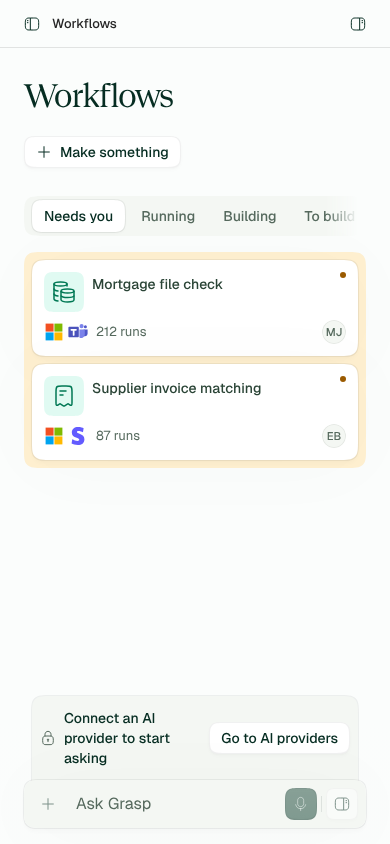 Workflows
Workflows
Make something
Needs you
Running
Building
To build
Mortgage file check
212 runs
MJ
Supplier invoice matching
87 runs
EB
Connect an AI
provider to start
asking
Go to AI providers
Ask Grasp